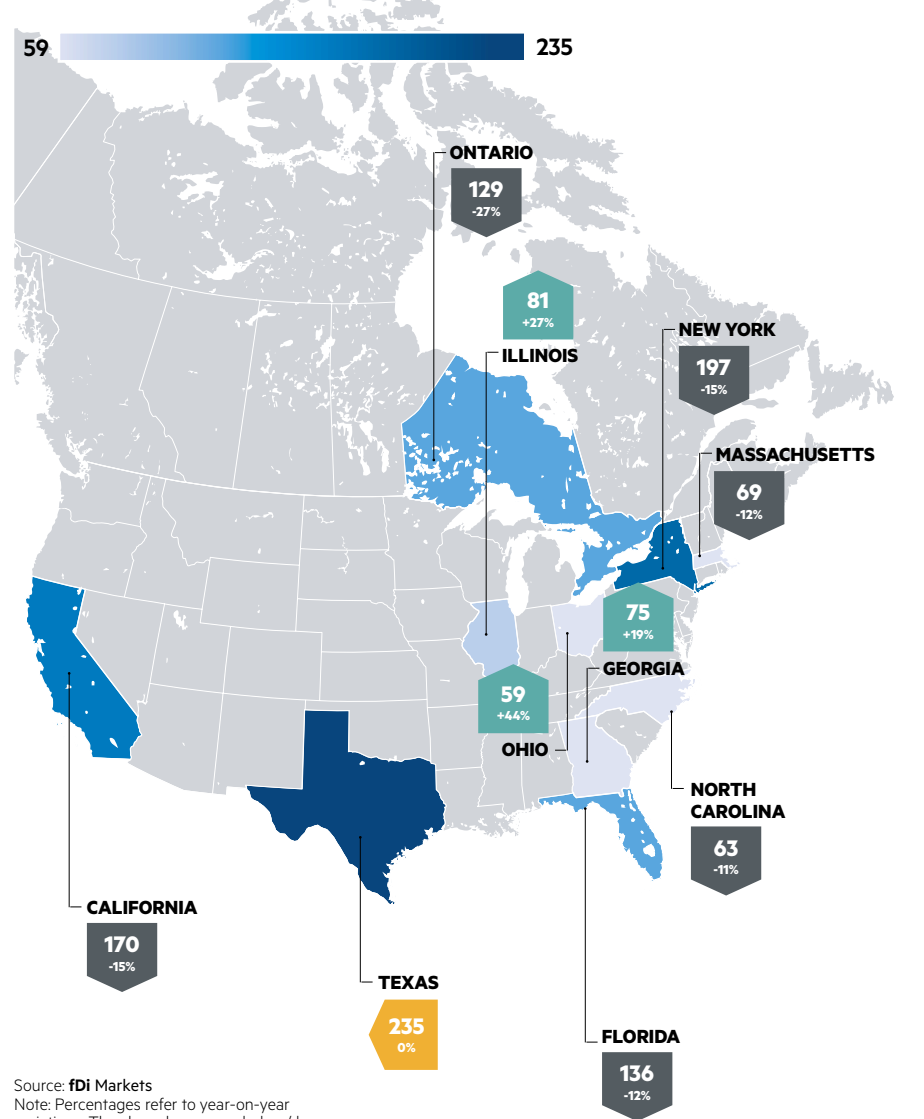 59
235
ONTARIO
129
-27%
81
+27%
ILLINOIS
NEW YORK
197
-15%
MASSACHUSETTS
69
-12%
75
+19%
GEORGIA
59
+44%
OHIO
NORTH
CAROLINA
63
-11%
CALIFORNIA
170
-15%
TEXAS
235
0%
FLORIDA
136
-12%
Source: fDi Markets
Note: Percentages refer to year-on-year